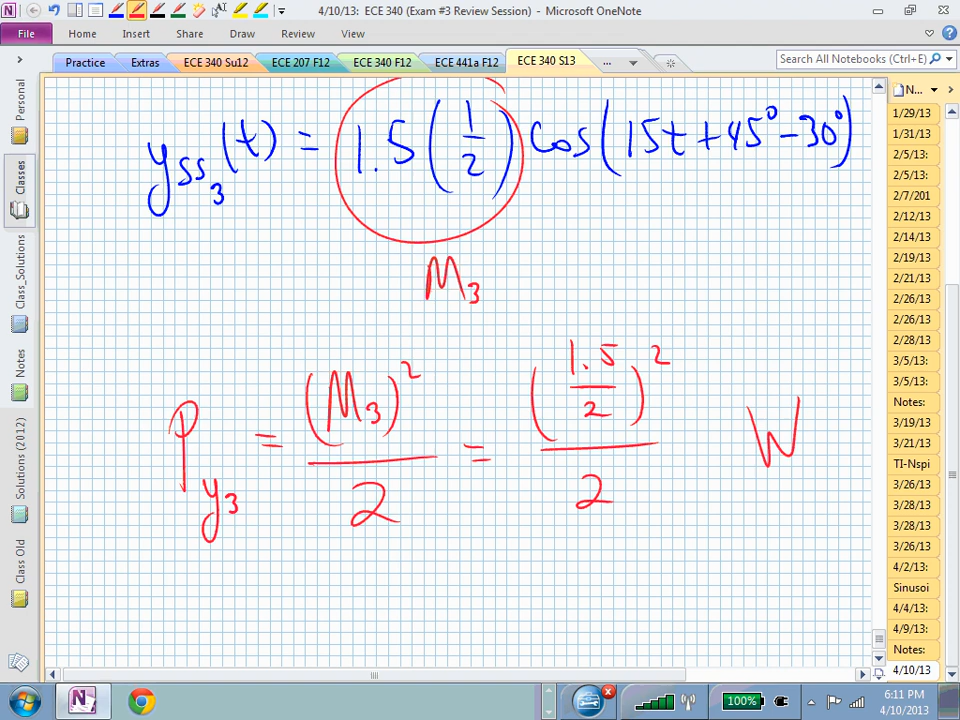 4/10/13: ECE 340 (Exam #3 Review Session) - Microsoft OneNote
File Home Insert Share Draw Review View
Practice Extras ECE 340 Su12 ECE 207 F12 ECE 340 F12 ECE 441a F12 ECE 340 S13 ... Search All Notebooks (Ctrl+E)
Personal
Classes
Class_Solutions
Notes
Solutions (2012)
Class Old
y_{ss_3}(t) = 1.5 (1/2) cos(15t + 45° - 30°)
M_3
P_{y_3} = (M_3)^2 / 2 = (1.5/2)^2 / 2 W
N...
1/29/13
1/31/13
2/5/13:
2/5/13:
2/7/201
2/12/13
2/14/13
2/19/13
2/21/13
2/26/13
2/26/13
2/28/13
3/5/13:
3/5/13:
Notes:
3/19/13
3/21/13
TI-Nspi
3/26/13
3/28/13
3/28/13
3/26/13
4/2/13:
Sinusoi
4/4/13:
4/9/13:
Notes:
4/10/13
100%
6:11 PM
4/10/2013